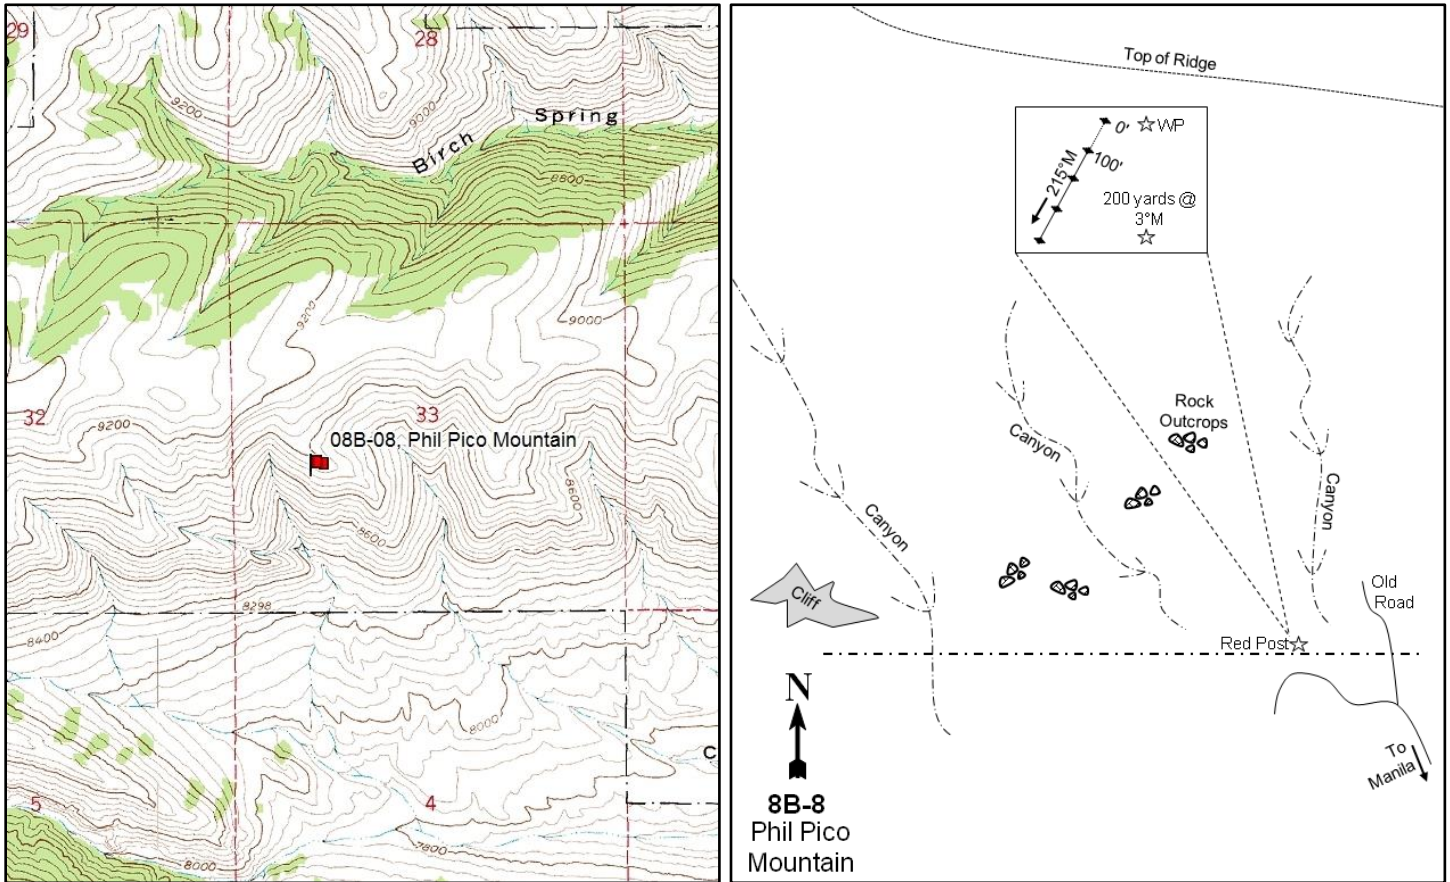 29
28
9200
9000
Spring
Birch
8800
9200
9000
32
33
9200
08B-08, Phil Pico Mountain
8600
8600
8298
8400
8000
C
5
4
8000
7800
Top of Ridge
0'
WP
100'
215°M
200 yards @
3°M
Rock
Outcrops
Canyon
Canyon
Canyon
Cliff
Old
Road
Red Post
N
To
Manila
8B-8
Phil Pico
Mountain